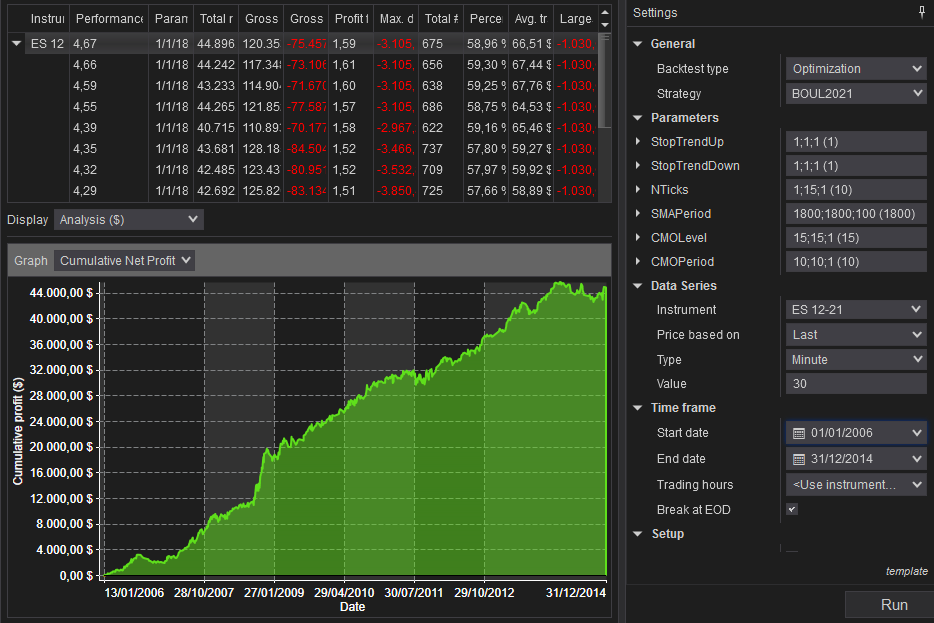 Instrui Performance Param Total r Gross Gross Profit f Max. d Total # Perce Avg. tr Large
ES 12 4,67 1/1/18 44.896 120.35 -75.457 1,59 -3.105, 675 58,96 % 66,51 $ -1.030,
4,66 1/1/18 44.242 117.348 -73.106 1,61 -3.105, 656 59,30 % 67,44 $ -1.030,
4,59 1/1/18 43.233 114.904 -71.670 1,60 -3.105, 638 59,25 % 67,76 $ -1.030,
4,55 1/1/18 44.265 121.85 -77.587 1,57 -3.105, 686 58,75 % 64,53 $ -1.030,
4,39 1/1/18 40.715 110.892 -70.177 1,58 -2.967, 622 59,16 % 65,46 $ -1.030,
4,35 1/1/18 43.681 128.18 -84.504 1,52 -3.466, 737 57,80 % 59,27 $ -1.030,
4,32 1/1/18 42.485 123.43 -80.951 1,52 -3.532, 709 57,97 % 59,92 $ -1.030,
4,29 1/1/18 42.692 125.82 -83.134 1,51 -3.850, 725 57,66 % 58,89 $ -1.030,
Display Analysis ($)
Graph Cumulative Net Profit
44.000,00 $
40.000,00 $
36.000,00 $
32.000,00 $
28.000,00 $
24.000,00 $
20.000,00 $
16.000,00 $
12.000,00 $
8.000,00 $
4.000,00 $
0,00 $
Cumulative profit ($)
13/01/2006 28/10/2007 27/01/2009 29/04/2010 30/07/2011 29/10/2012 31/12/2014
Date
Settings
General
Backtest type Optimization
Strategy BOUL2021
Parameters
StopTrendUp 1;1;1 (1)
StopTrendDown 1;1;1 (1)
NTicks 1;15;1 (10)
SMAPeriod 1800;1800;100 (1800)
CMOLevel 15;15;1 (15)
CMOPeriod 10;10;1 (10)
Data Series
Instrument ES 12-21
Price based on Last
Type Minute
Value 30
Time frame
Start date 01/01/2006
End date 31/12/2014
Trading hours <Use instrument...
Break at EOD
Setup
template
Run